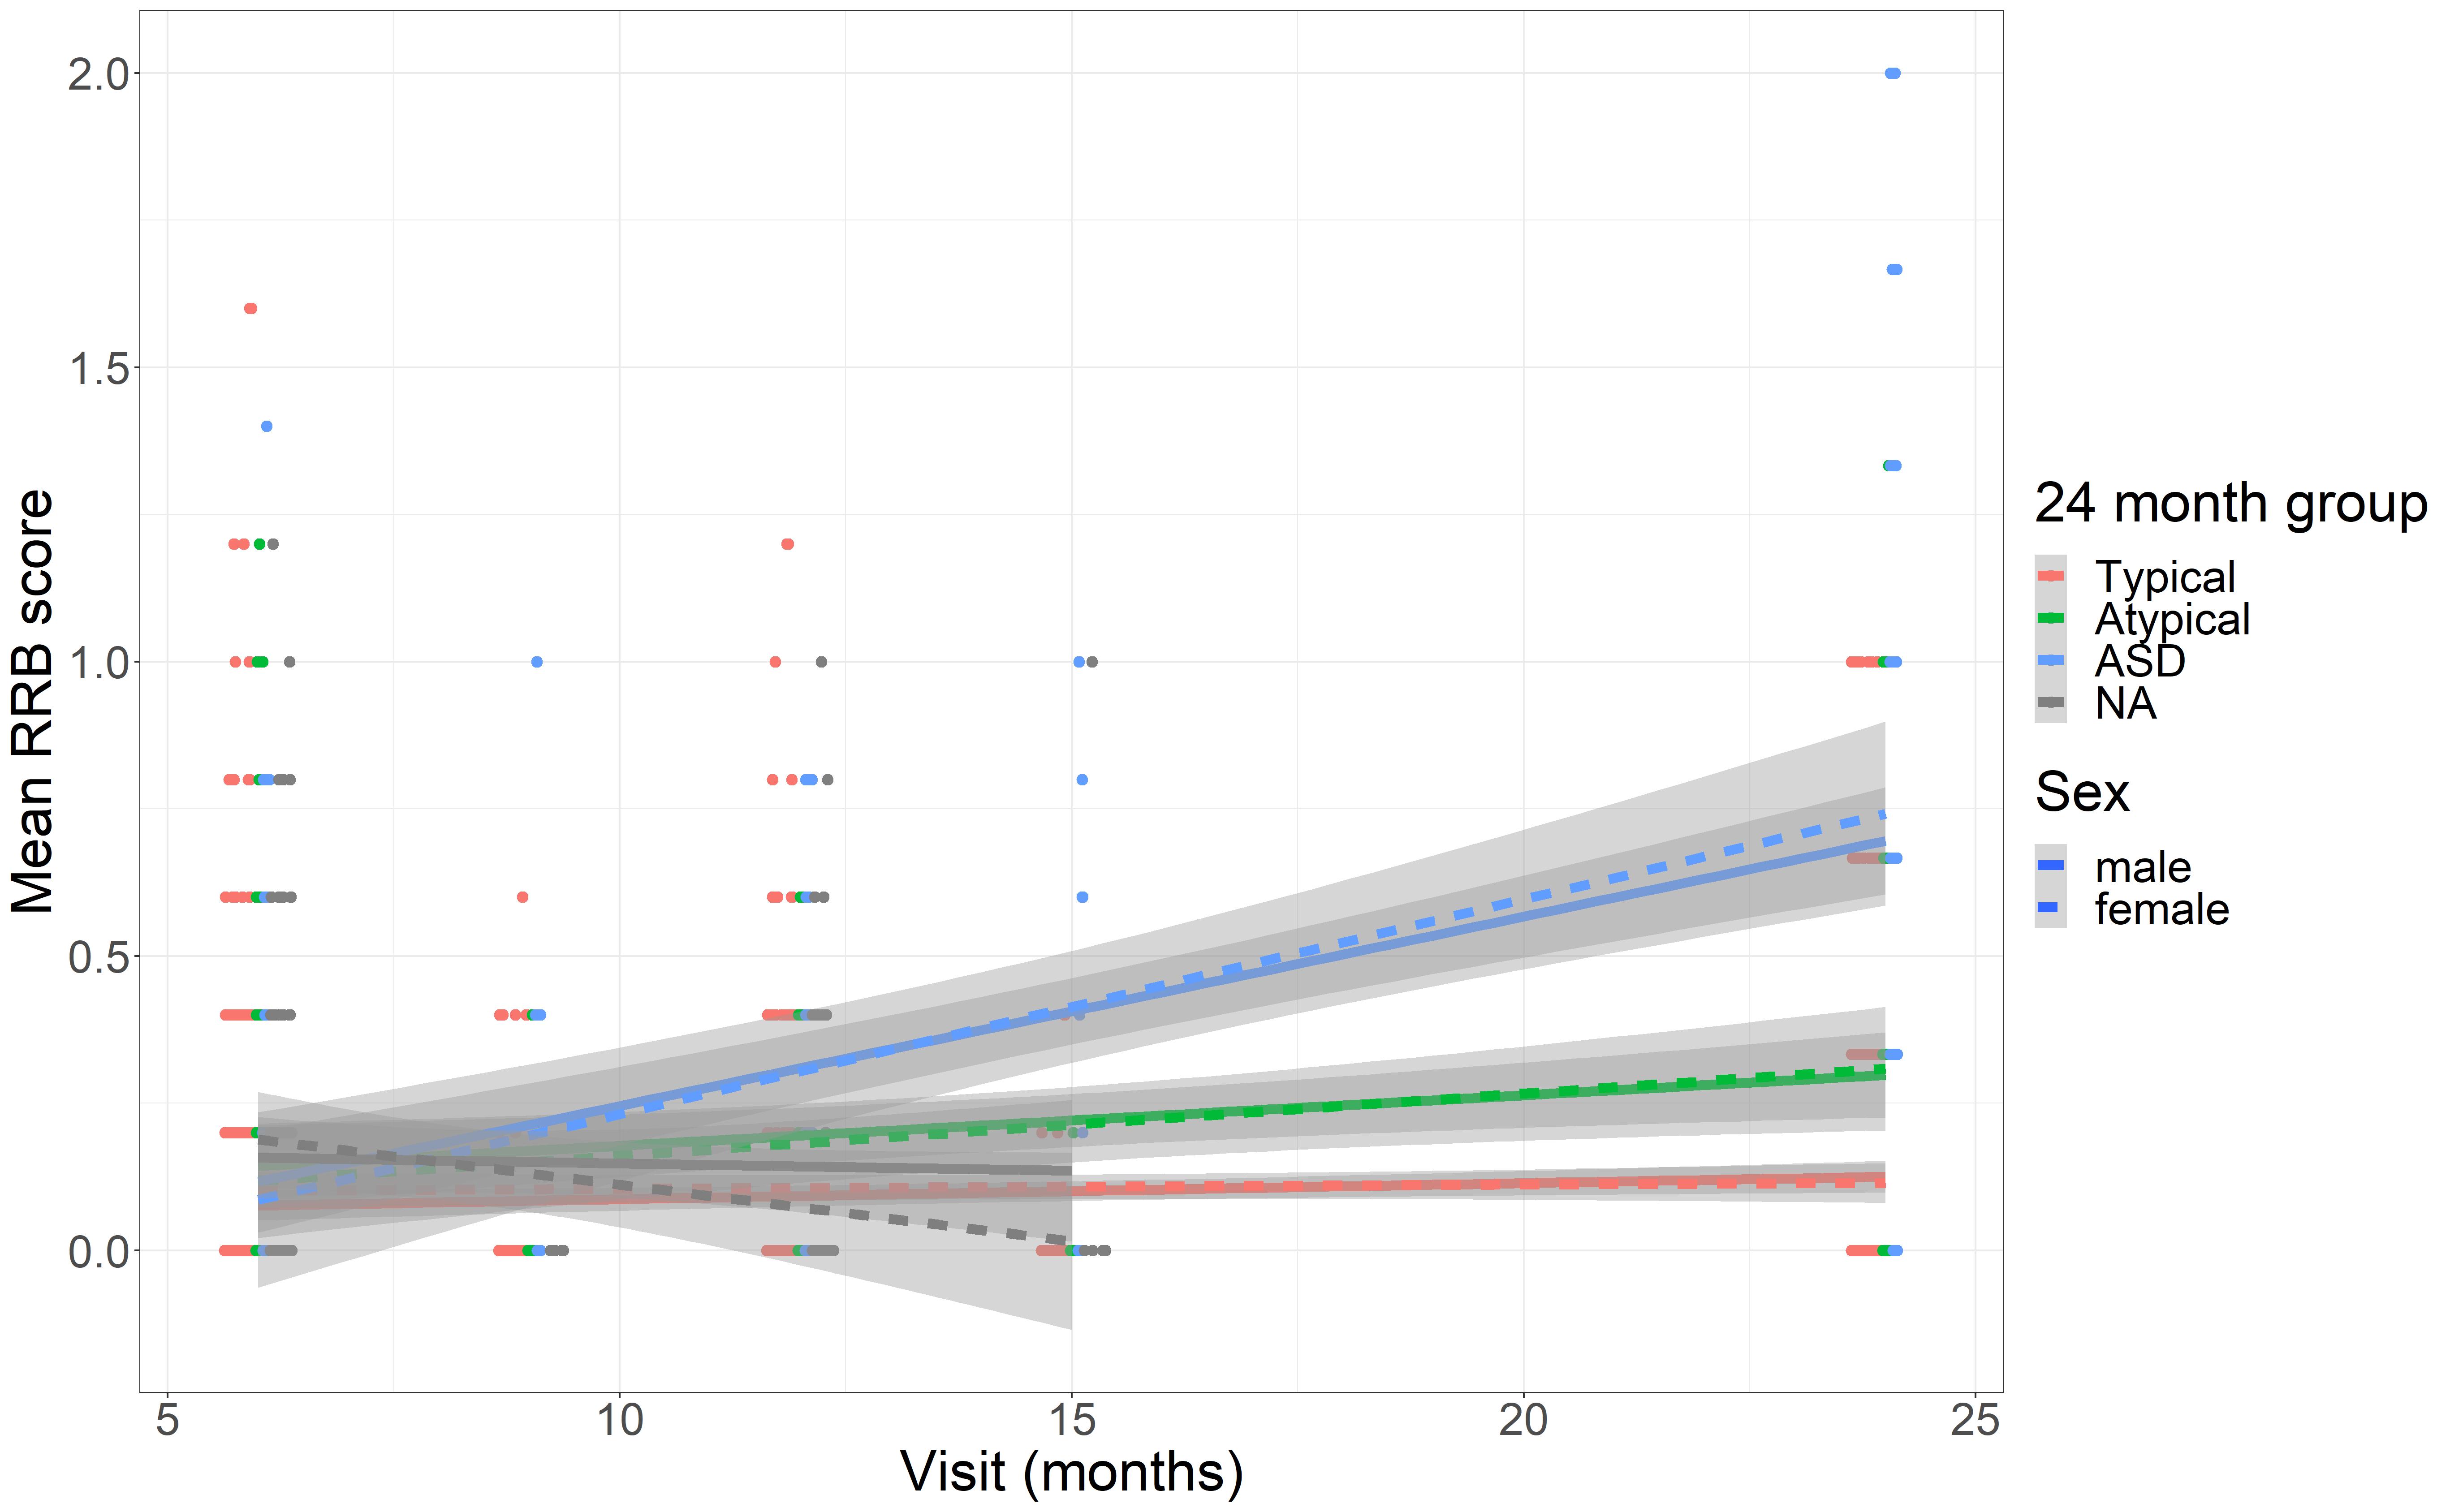 2.0
1.5
1.0
0.5
0.0
Mean RRB score
5
10
15
20
25
Visit (months)
24 month group
Typical
Atypical
ASD
NA
Sex
male
female